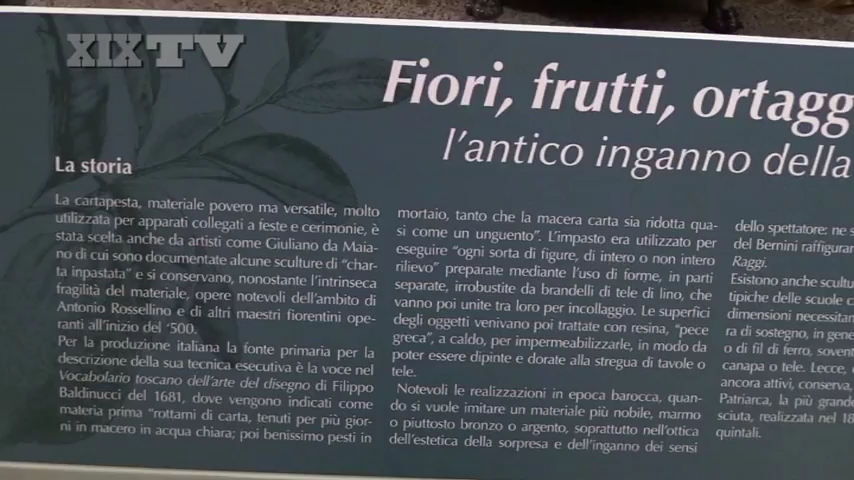 XIXTV
Fiori, frutti, ortagg
l'antico inganno della
La storia
La cartapesta, materiale povero ma versatile, molto
utilizzata per apparati collegati a feste e cerimonie, è
stata scelta anche da artisti come Giuliano da Maia-
no di cui sono documentate alcune sculture di "char-
ta inpastata" e si conservano, nonostante l'intrinseca
fragilità del materiale, opere notevoli dell'ambito di
Antonio Rossellino e di altri maestri fiorentini ope-
ranti all'inizio del '500.
Per la produzione italiana la fonte primaria per la
descrizione della sua tecnica esecutiva è la voce nel
Vocabolario toscano dell'arte del disegno di Filippo
Baldinucci del 1681, dove vengono indicati come
materia prima "rottami di carta, tenuti per più gior-
ni in macero in acqua chiara; poi benissimo pesti in
mortaio, tanto che la macera carta sia ridotta qua-
si come un unguento". L'impasto era utilizzato per
eseguire "ogni sorta di figure, di intero o non intero
rilievo" preparate mediante l'uso di forme, in parti
separate, irrobustite da brandelli di tele di lino, che
vanno poi unite tra loro per incollaggio. Le superfici
degli oggetti venivano poi trattate con resina, "pece
greca", a caldo, per impermeabilizzarle, in modo da
poter essere dipinte e dorate alla stregua di tavole o
tele.
Notevoli le realizzazioni in epoca barocca, quan-
do si vuole imitare un materiale più nobile, marmo
o piuttosto bronzo o argento, soprattutto nell'ottica
dell'estetica della sorpresa e dell'inganno dei sensi
dello spettatore: ne s
del Bernini raffigurar
Raggi.
Esistono anche scultu
tipiche delle scuole c
dimensioni necessitan
ra di sostegno, in gene
o di fil di ferro, sovent
canapa o tele. Lecce,
ancora attivi, conserva,
Patriarca, la più grande
sciuta, realizzata nel 18
quintali.